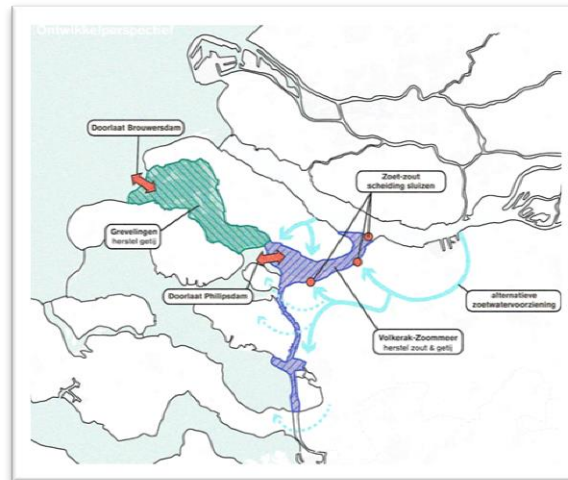 Ontwikkelperspectief
Doorlaat Brouwersdam
Zoet-zout
scheiding sluizen
Grevelingen
herstel getij
Doorlaat Philipsdam
alternatieve
zoetwatervoorziening
Volkerak-Zoommeer
herstel zout & getij